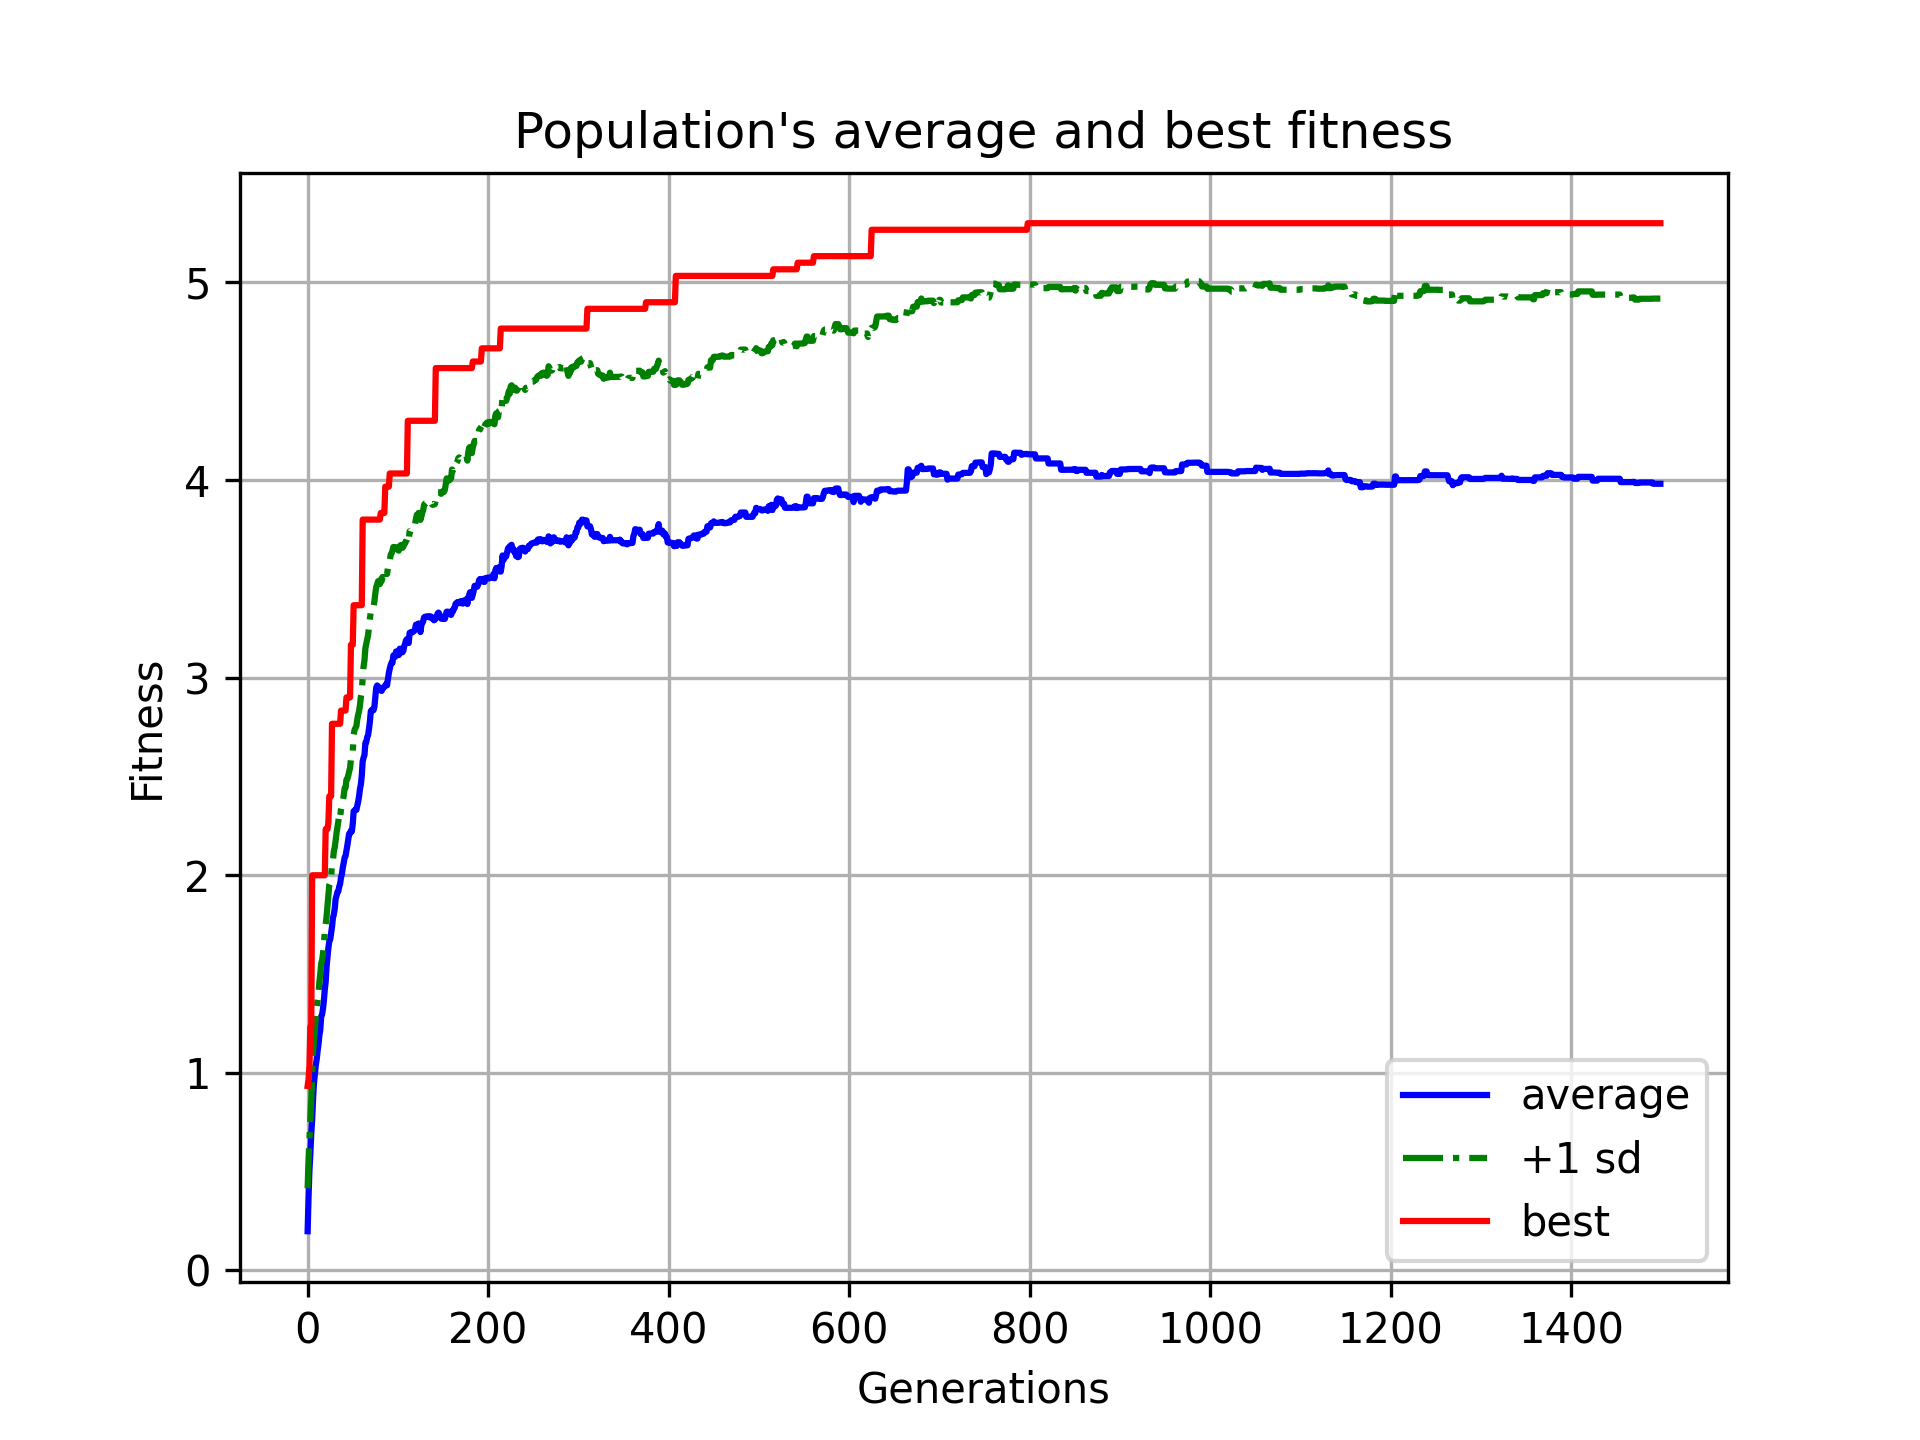 Population's average and best fitness
Fitness
5
4
3
2
1
0
average
+1 sd
best
0 200 400 600 800 1000 1200 1400
Generations